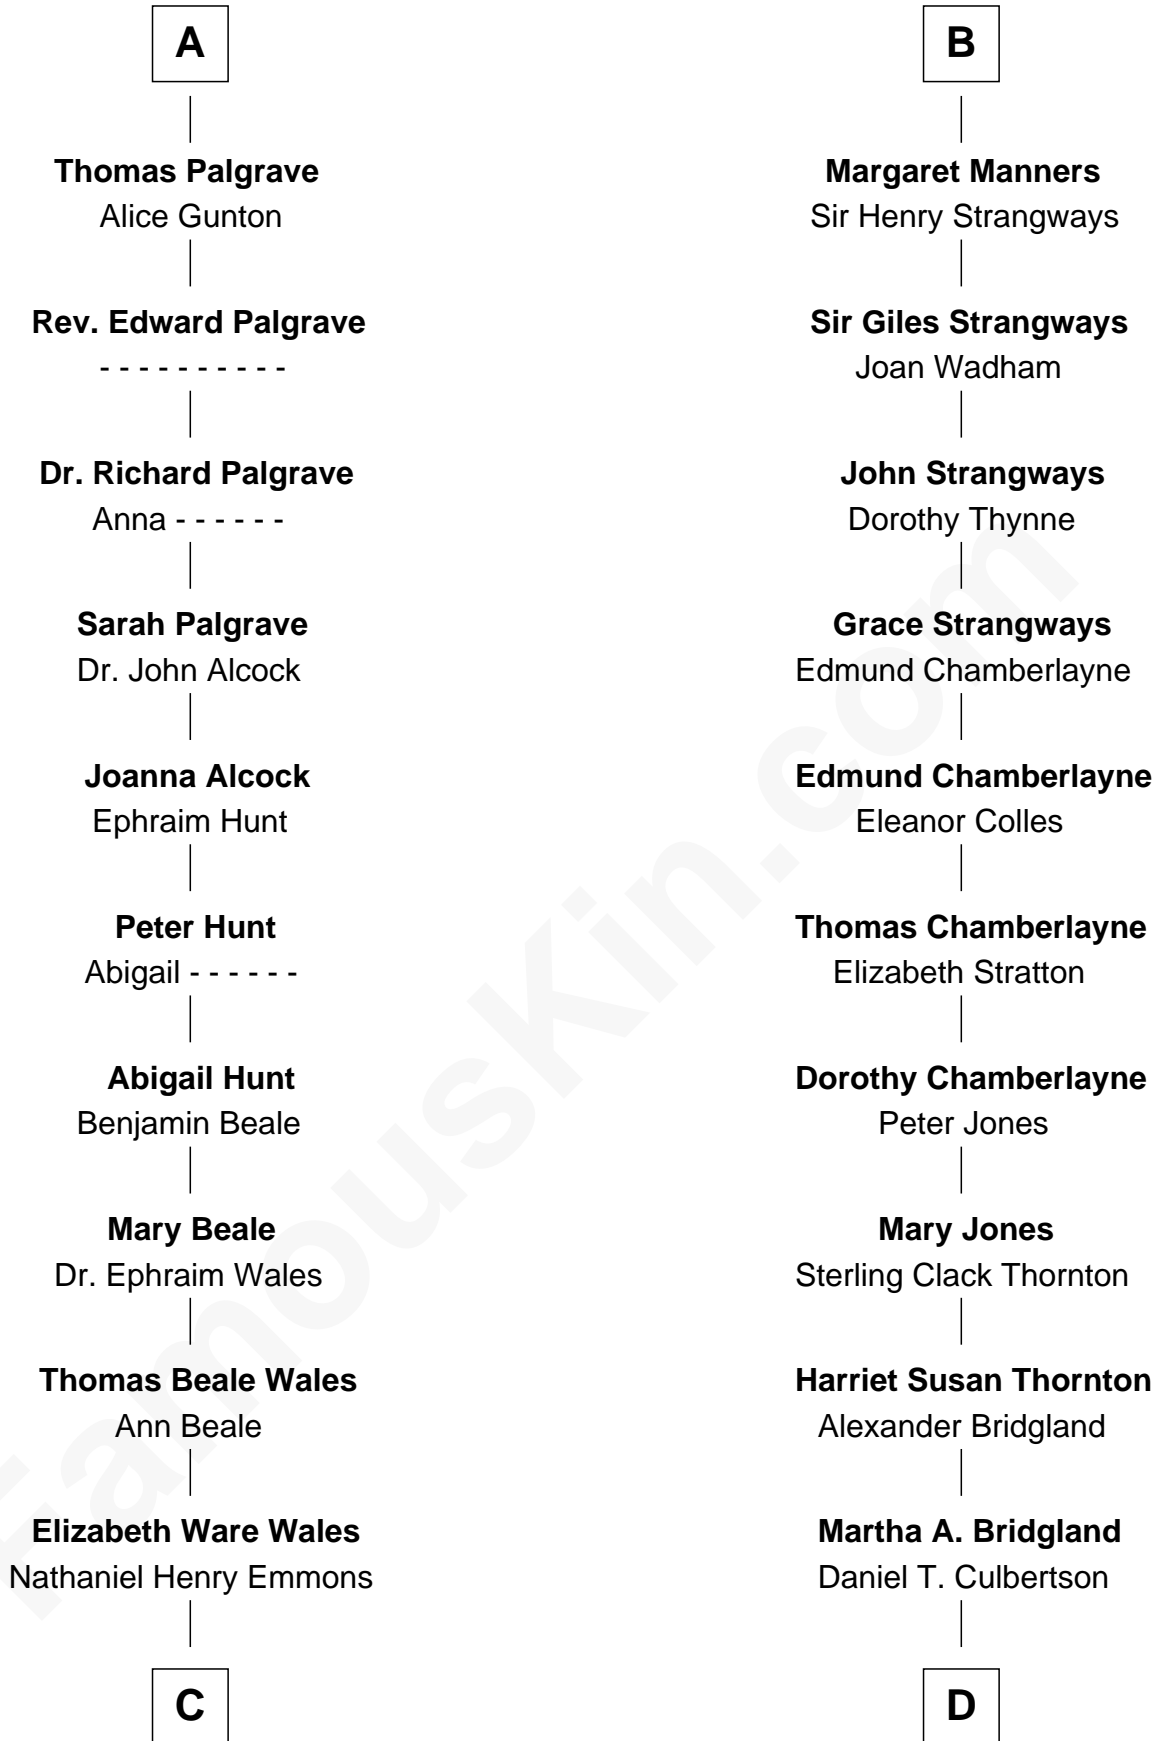 A
Thomas Palgrave
Alice Gunton
Rev. Edward Palgrave
- - - - - - - - - -
Dr. Richard Palgrave
Anna - - - - - -
Sarah Palgrave
Dr. John Alcock
Joanna Alcock
Ephraim Hunt
Peter Hunt
Abigail - - - - - -
Abigail Hunt
Benjamin Beale
Mary Beale
Dr. Ephraim Wales
Thomas Beale Wales
Ann Beale
Elizabeth Ware Wales
Nathaniel Henry Emmons
C
B
Margaret Manners
Sir Henry Strangways
Sir Giles Strangways
Joan Wadham
John Strangways
Dorothy Thynne
Grace Strangways
Edmund Chamberlayne
Edmund Chamberlayne
Eleanor Colles
Thomas Chamberlayne
Elizabeth Stratton
Dorothy Chamberlayne
Peter Jones
Mary Jones
Sterling Clack Thornton
Harriet Susan Thornton
Alexander Bridgland
Martha A. Bridgland
Daniel T. Culbertson
D
FamousKin.com